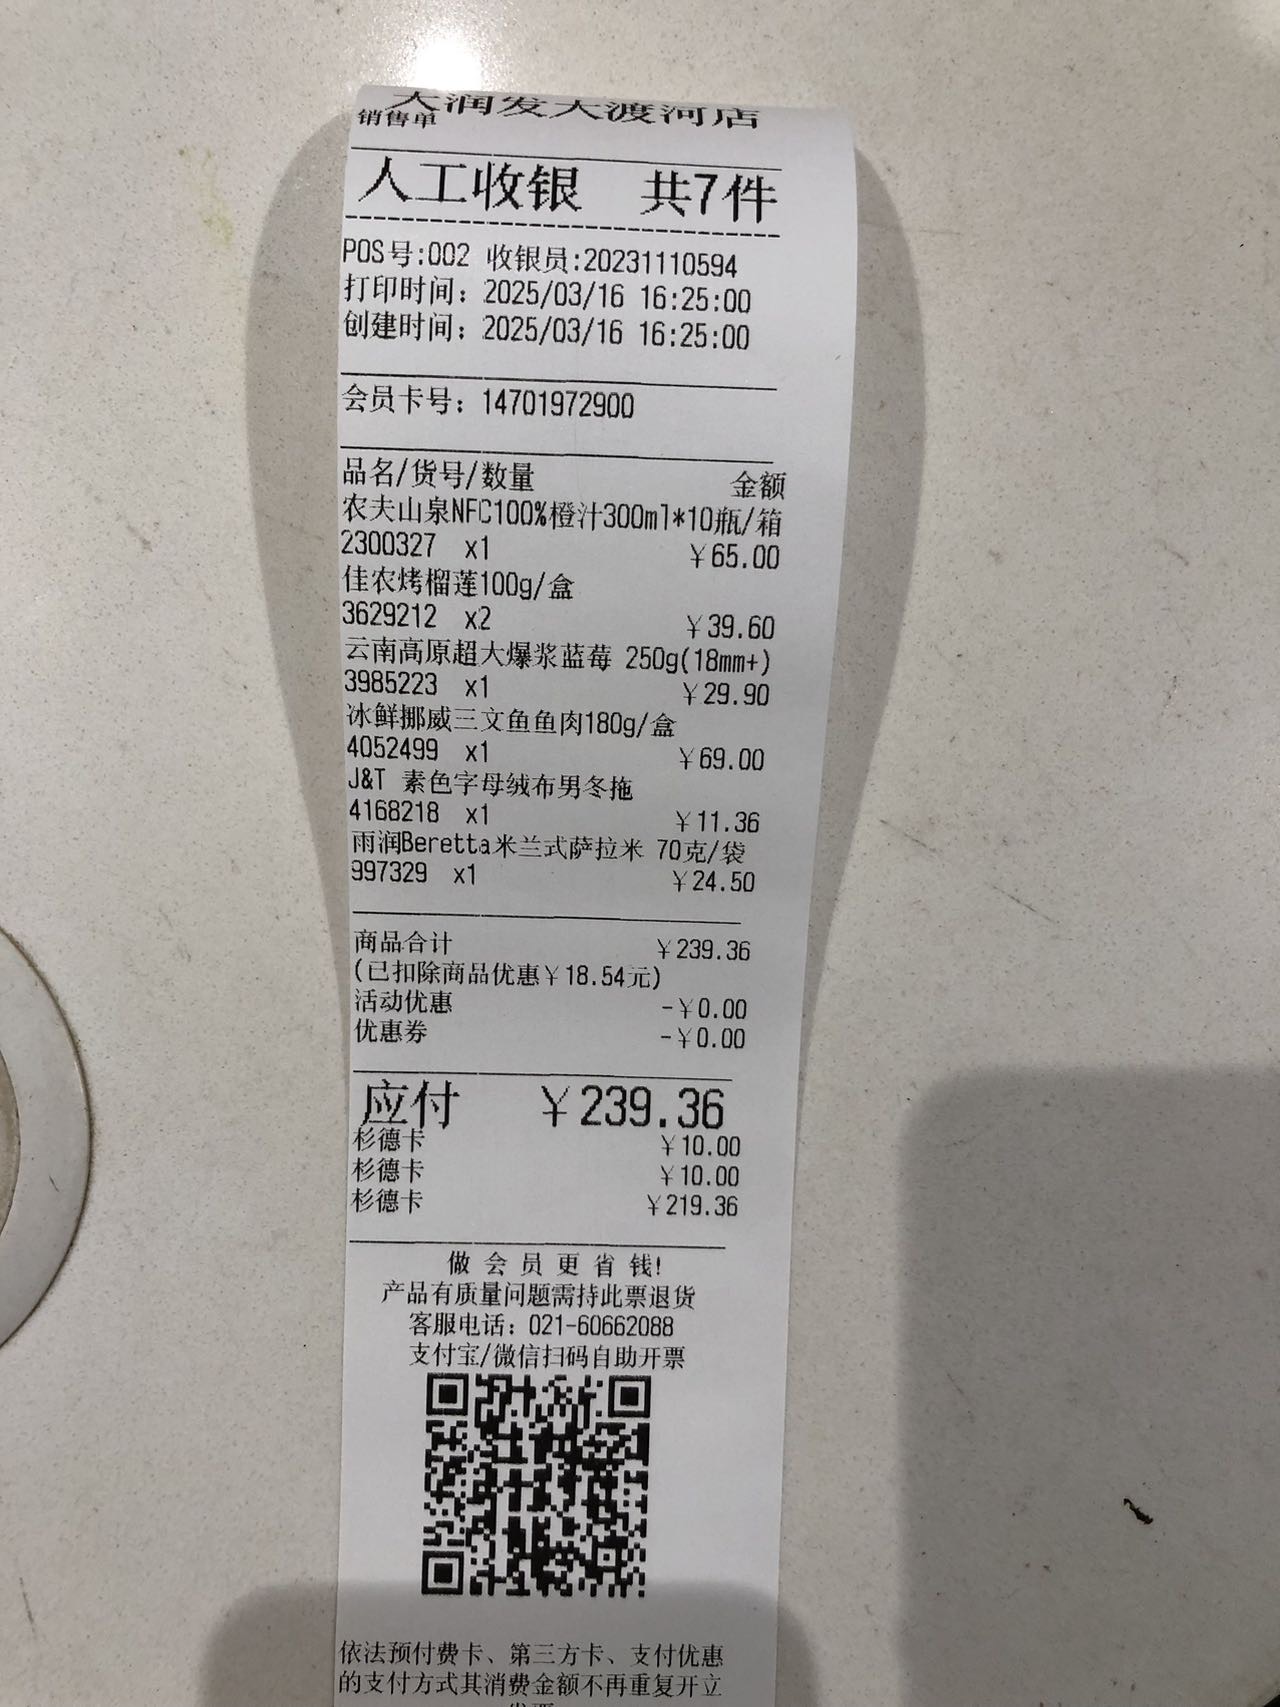 大润发大渡河店
销售单
人工收银 共7件
POS号:002 收银员:20231110594
打印时间：2025/03/16 16:25:00
创建时间：2025/03/16 16:25:00
会员卡号：14701972900
品名/货号/数量 金额
农夫山泉NFC100%橙汁300ml*10瓶/箱
2300327 x1 ￥65.00
佳农烤榴莲100g/盒
3629212 x2 ￥39.60
云南高原超大爆浆蓝莓 250g(18mm+)
3985223 x1 ￥29.90
冰鲜挪威三文鱼鱼肉180g/盒
4052499 x1 ￥69.00
J&T 素色字母绒布男冬拖
4168218 x1 ￥11.36
雨润Beretta米兰式萨拉米 70克/袋
997329 x1 ￥24.50
商品合计 ￥239.36
(已扣除商品优惠￥18.54元)
活动优惠 -￥0.00
优惠券 -￥0.00
应付 ￥239.36
杉德卡 ￥10.00
杉德卡 ￥10.00
杉德卡 ￥219.36
做会员更省钱!
产品有质量问题需持此票退货
客服电话：021-60662088
支付宝/微信扫码自助开票
依法预付费卡、第三方卡、支付优惠
的支付方式其消费金额不再重复开立